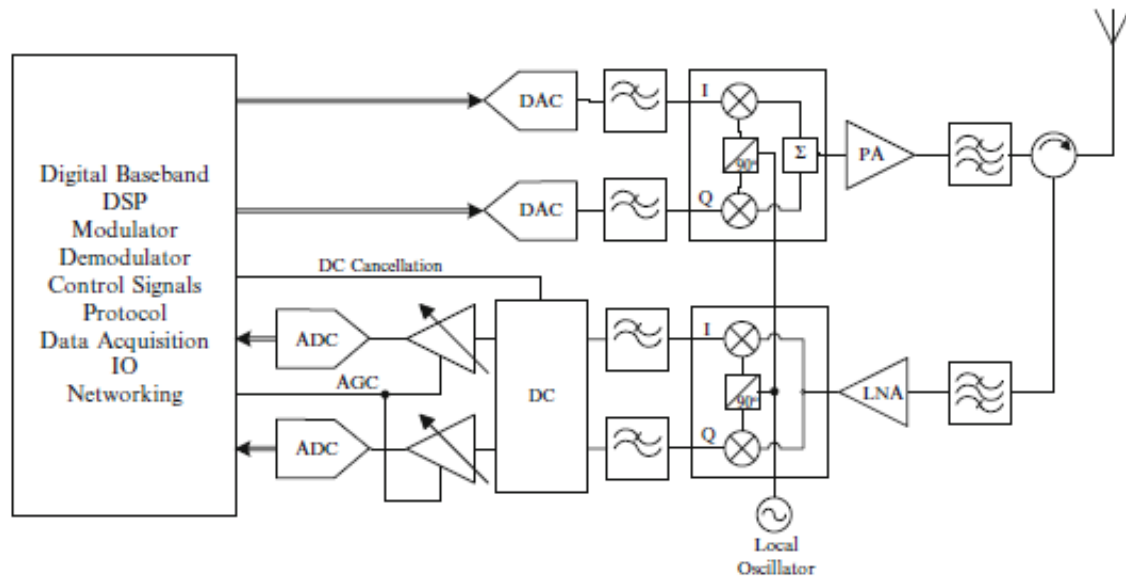 Digital Baseband
DSP
Modulator
Demodulator
Control Signals
Protocol
Data Acquisition
IO
Networking
DAC
I
90°
Σ
PA
DAC
Q
DC Cancellation
ADC
AGC
DC
I
90°
LNA
ADC
Q
Local
Oscillator